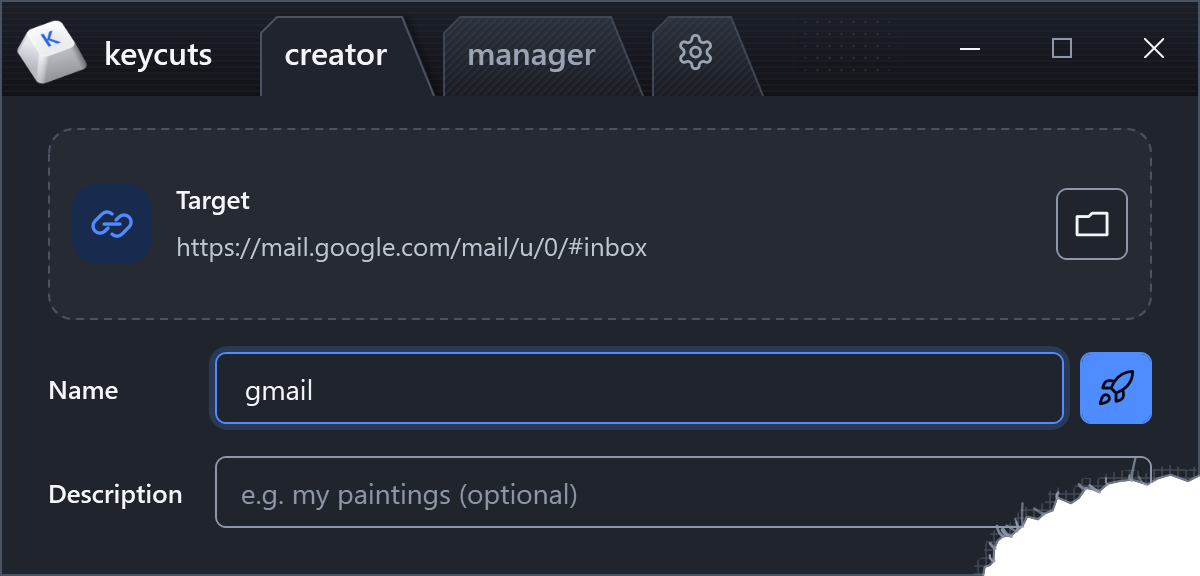 K
keycuts
creator
manager
Target
https://mail.google.com/mail/u/0/#inbox
Name
gmail
Description
e.g. my paintings (optional)